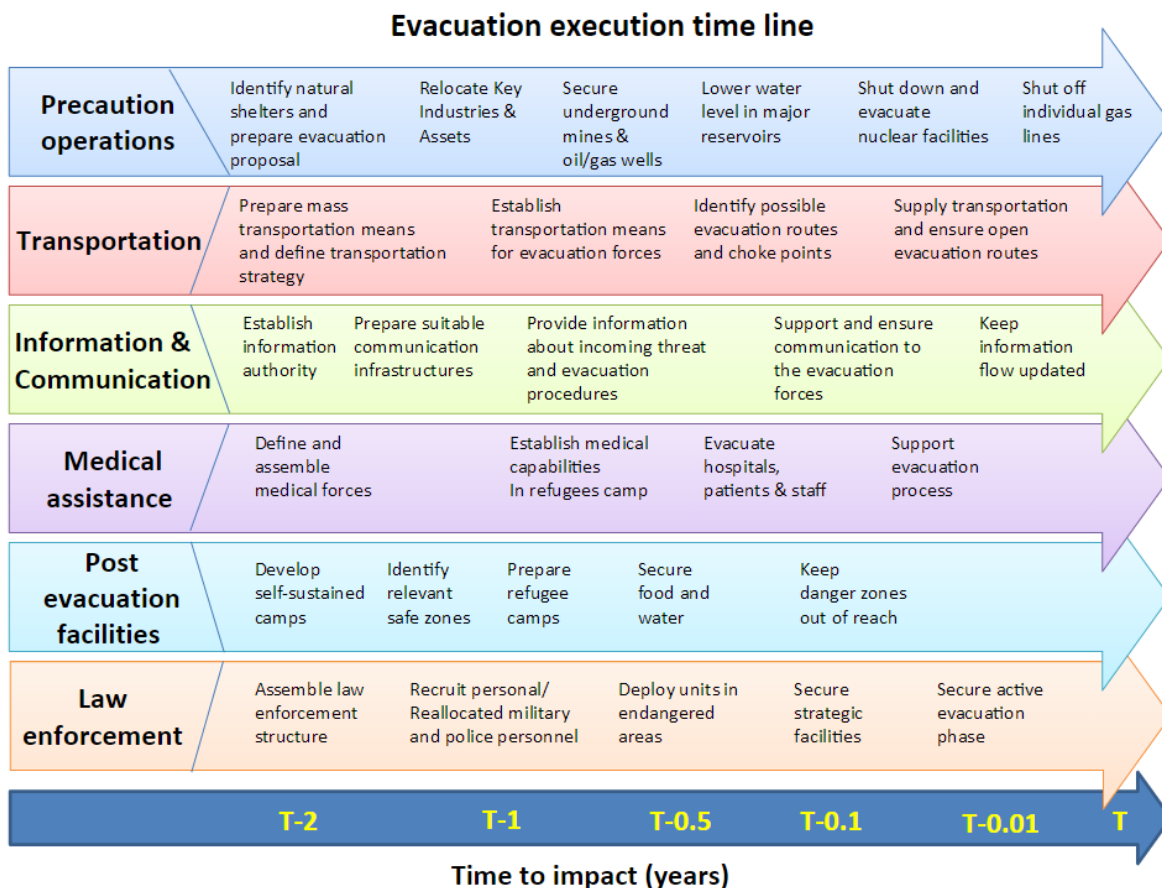 Evacuation execution time line
Precaution
operations
Identify natural
shelters and
prepare evacuation
proposal
Relocate Key
Industries &
Assets
Secure
underground
mines &
oil/gas wells
Lower water
level in major
reservoirs
Shut down and
evacuate
nuclear facilities
Shut off
individual gas
lines
Transportation
Prepare mass
transportation means
and define transportation
strategy
Establish
transportation means
for evacuation forces
Identify possible
evacuation routes
and choke points
Supply transportation
and ensure open
evacuation routes
Information &
Communication
Establish
information
authority
Prepare suitable
communication
infrastructures
Provide information
about incoming threat
and evacuation
procedures
Support and ensure
communication to
the evacuation
forces
Keep
information
flow updated
Medical
assistance
Define and
assemble
medical forces
Establish medical
capabilities
In refugees camp
Evacuate
hospitals,
patients & staff
Support
evacuation
process
Post
evacuation
facilities
Develop
self-sustained
camps
Identify
relevant
safe zones
Prepare
refugee
camps
Secure
food and
water
Keep
danger zones
out of reach
Law
enforcement
Assemble law
enforcement
structure
Recruit personal/
Reallocated military
and police personnel
Deploy units in
endangered
areas
Secure
strategic
facilities
Secure active
evacuation
phase
T-2
T-1
T-0.5
T-0.1
T-0.01
T
Time to impact (years)